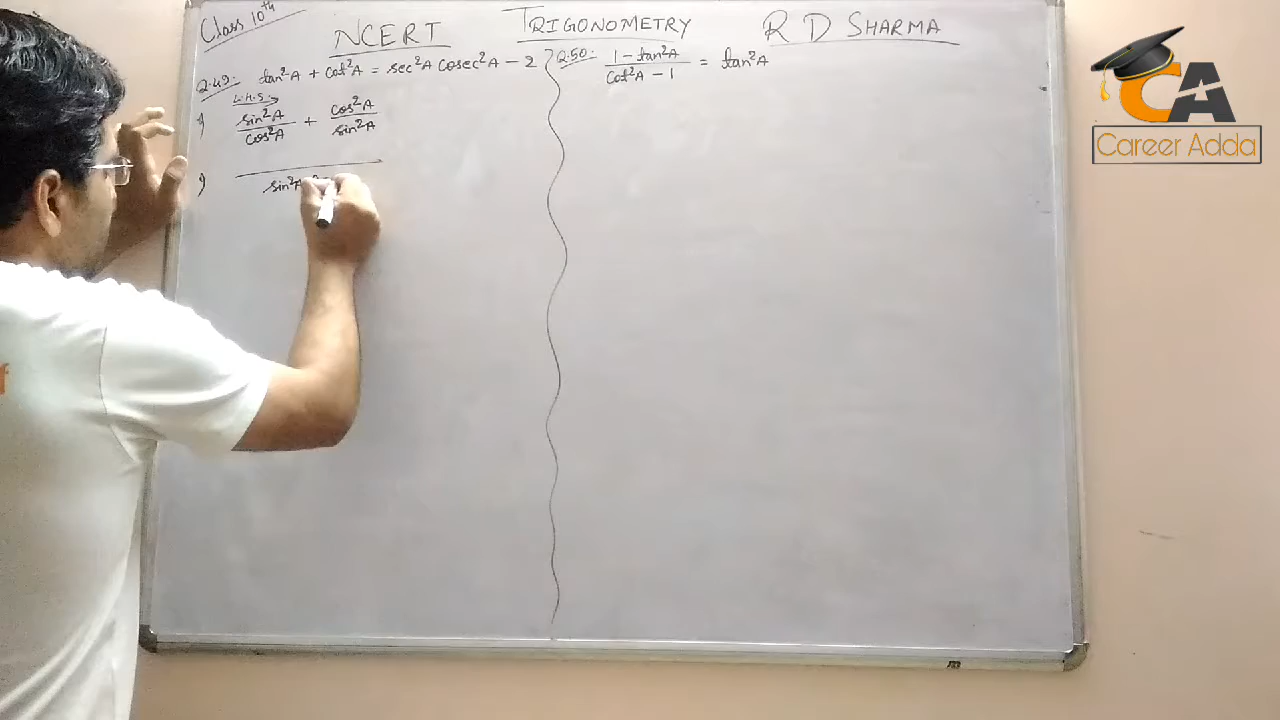 Class 10th
NCERT TRIGONOMETRY R D SHARMA
Q.49. tan²A + cot²A = sec²A cosec²A - 2
L.H.S.
sin²A/cos²A + cos²A/sin²A
sin²A
Q.50. (1 - tan²A)/(cot²A - 1) = tan²A
CA
Career Adda